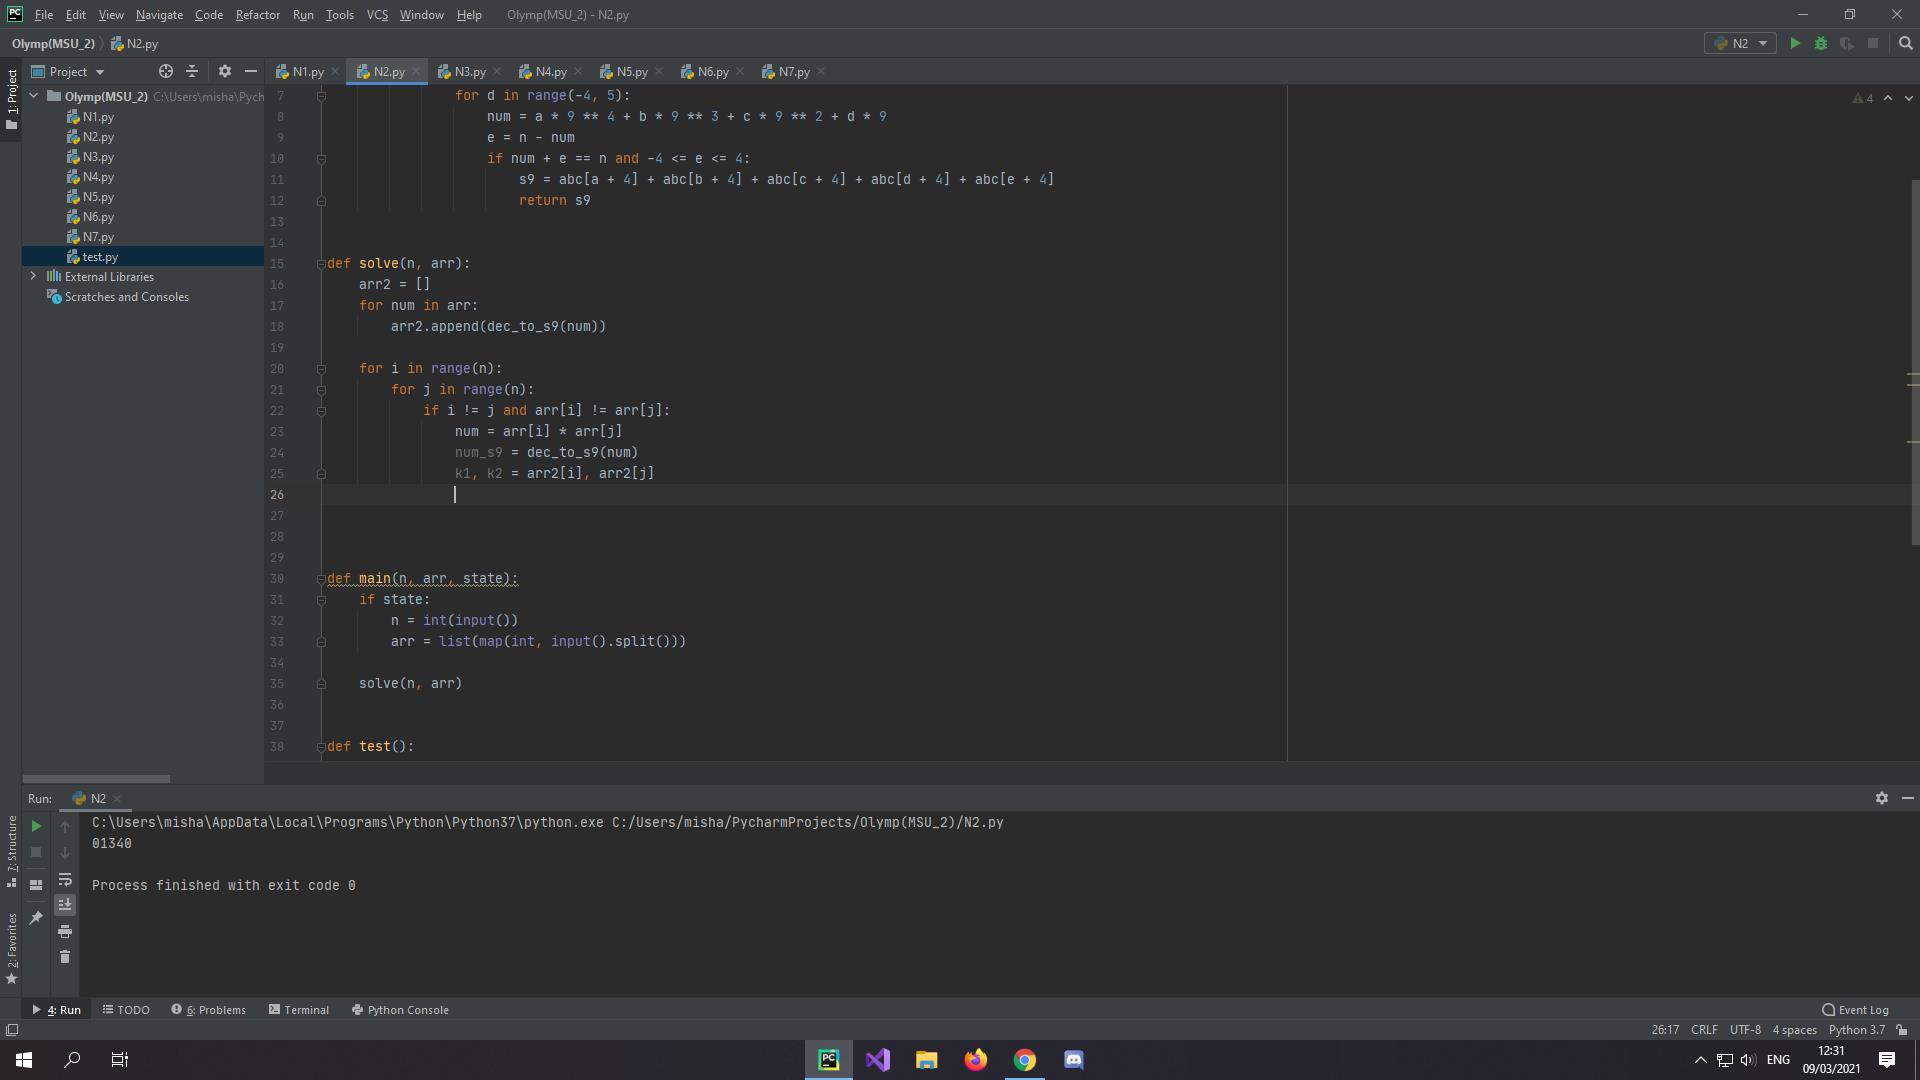 PC File Edit View Navigate Code Refactor Run Tools VCS Window Help Olymp(MSU_2) - N2.py
Olymp(MSU_2) N2.py N2
1: Project
Project
N1.py N2.py N3.py N4.py N5.py N6.py N7.py
Olymp(MSU_2) C:\Users\misha\Pych
N1.py
N2.py
N3.py
N4.py
N5.py
N6.py
N7.py
test.py
External Libraries
Scratches and Consoles
4
7 for d in range(-4, 5):
8 num = a * 9 ** 4 + b * 9 ** 3 + c * 9 ** 2 + d * 9
9 e = n - num
10 if num + e == n and -4 <= e <= 4:
11 s9 = abc[a + 4] + abc[b + 4] + abc[c + 4] + abc[d + 4] + abc[e + 4]
12 return s9
13
14
15 def solve(n, arr):
16 arr2 = []
17 for num in arr:
18 arr2.append(dec_to_s9(num))
19
20 for i in range(n):
21 for j in range(n):
22 if i != j and arr[i] != arr[j]:
23 num = arr[i] * arr[j]
24 num_s9 = dec_to_s9(num)
25 k1, k2 = arr2[i], arr2[j]
26
27
28
29
30 def main(n, arr, state):
31 if state:
32 n = int(input())
33 arr = list(map(int, input().split()))
34
35 solve(n, arr)
36
37
38 def test():
Run: N2
C:\Users\misha\AppData\Local\Programs\Python\Python37\python.exe C:/Users/misha/PycharmProjects/Olymp(MSU_2)/N2.py
01340
Process finished with exit code 0
7: Structure
2: Favorites
4: Run TODO 6: Problems Terminal Python Console Event Log
26:17 CRLF UTF-8 4 spaces Python 3.7
PC ENG 12:31
09/03/2021